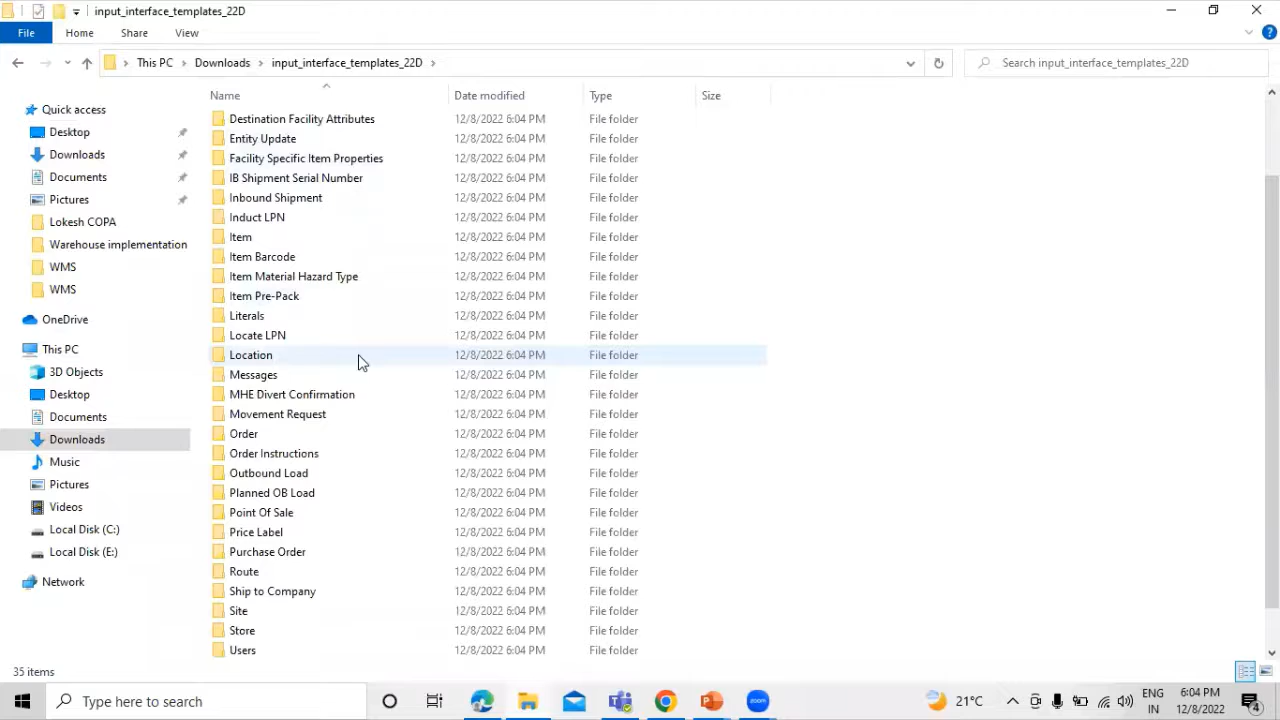 input_interface_templates_22D
File Home Share View
This PC Downloads input_interface_templates_22D Search input_interface_templates_22D
Quick access
Desktop
Downloads
Documents
Pictures
Lokesh COPA
Warehouse implementation
WMS
WMS
OneDrive
This PC
3D Objects
Desktop
Documents
Downloads
Music
Pictures
Videos
Local Disk (C:)
Local Disk (E:)
Network
Name Date modified Type Size
Destination Facility Attributes 12/8/2022 6:04 PM File folder
Entity Update 12/8/2022 6:04 PM File folder
Facility Specific Item Properties 12/8/2022 6:04 PM File folder
IB Shipment Serial Number 12/8/2022 6:04 PM File folder
Inbound Shipment 12/8/2022 6:04 PM File folder
Induct LPN 12/8/2022 6:04 PM File folder
Item 12/8/2022 6:04 PM File folder
Item Barcode 12/8/2022 6:04 PM File folder
Item Material Hazard Type 12/8/2022 6:04 PM File folder
Item Pre-Pack 12/8/2022 6:04 PM File folder
Literals 12/8/2022 6:04 PM File folder
Locate LPN 12/8/2022 6:04 PM File folder
Location 12/8/2022 6:04 PM File folder
Messages 12/8/2022 6:04 PM File folder
MHE Divert Confirmation 12/8/2022 6:04 PM File folder
Movement Request 12/8/2022 6:04 PM File folder
Order 12/8/2022 6:04 PM File folder
Order Instructions 12/8/2022 6:04 PM File folder
Outbound Load 12/8/2022 6:04 PM File folder
Planned OB Load 12/8/2022 6:04 PM File folder
Point Of Sale 12/8/2022 6:04 PM File folder
Price Label 12/8/2022 6:04 PM File folder
Purchase Order 12/8/2022 6:04 PM File folder
Route 12/8/2022 6:04 PM File folder
Ship to Company 12/8/2022 6:04 PM File folder
Site 12/8/2022 6:04 PM File folder
Store 12/8/2022 6:04 PM File folder
Users 12/8/2022 6:04 PM File folder
35 items
Type here to search
zoom
21°C
ENG
IN
6:04 PM
12/8/2022
4